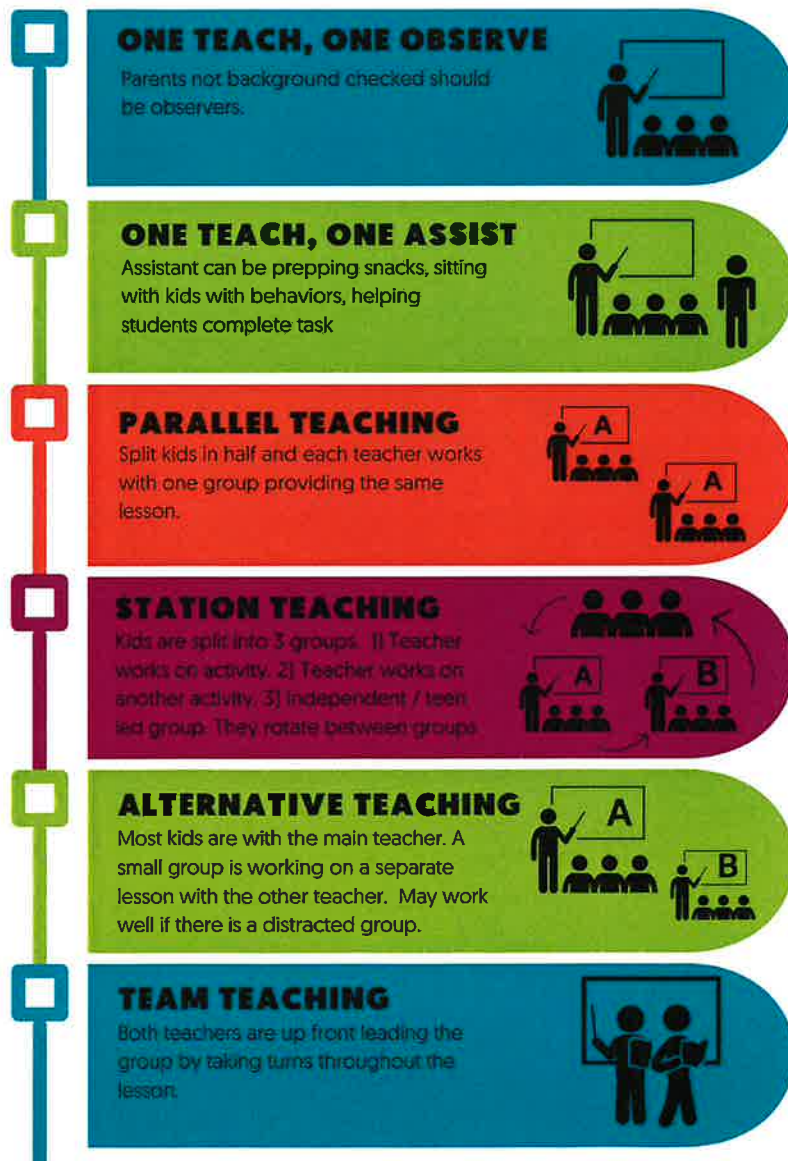 ONE TEACH, ONE OBSERVE
Parents not background checked should
be observers.
ONE TEACH, ONE ASSIST
Assistant can be prepping snacks, sitting
with kids with behaviors, helping
students complete task
PARALLEL TEACHING
A
Split kids in half and each teacher works
with one group providing the same
lesson.
A
STATION TEACHING
Kids are split into 3 groups. 1) Teacher
works on activity. 2) Teacher works on
another activity. 3) Independent / teen
led group. They rotate between groups
A
B
ALTERNATIVE TEACHING
A
Most kids are with the main teacher. A
small group is working on a separate
lesson with the other teacher. May work
well if there is a distracted group.
B
TEAM TEACHING
Both teachers are up front leading the
group by taking turns throughout the
lesson.